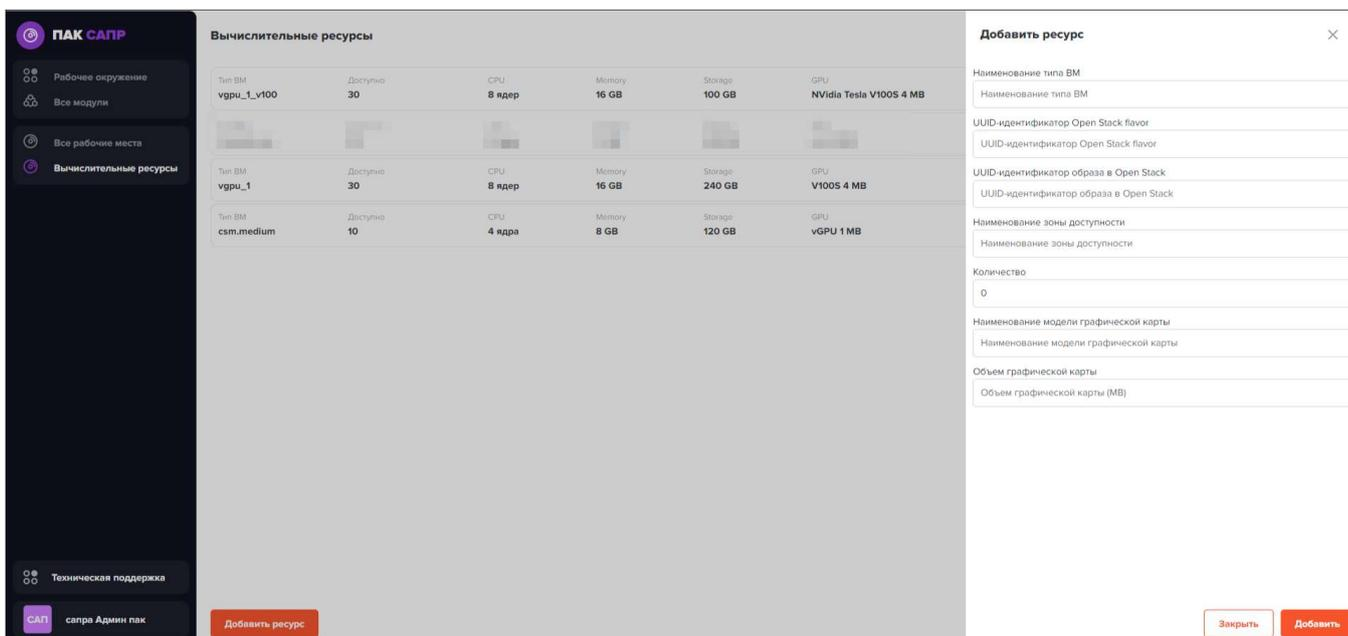 ПАК САПР
Рабочее окружение
Все модули
Все рабочие места
Вычислительные ресурсы
Техническая поддержка
САП сапра Админ пак
Вычислительные ресурсы
Тип ВМ Доступно CPU Memory Storage GPU
vgpu_1_v100 30 8 ядер 16 GB 100 GB NVidia Tesla V100S 4 MB
Тип ВМ Доступно CPU Memory Storage GPU
vgpu_1 30 8 ядер 16 GB 240 GB V100S 4 MB
Тип ВМ Доступно CPU Memory Storage GPU
csm.medium 10 4 ядра 8 GB 120 GB vGPU 1 MB
Добавить ресурс
Добавить ресурс
Наименование типа ВМ
Наименование типа ВМ
UUID-идентификатор Open Stack flavor
UUID-идентификатор Open Stack flavor
UUID-идентификатор образа в Open Stack
UUID-идентификатор образа в Open Stack
Наименование зоны доступности
Наименование зоны доступности
Количество
0
Наименование модели графической карты
Наименование модели графической карты
Объем графической карты
Объем графической карты (MB)
Закрыть Добавить